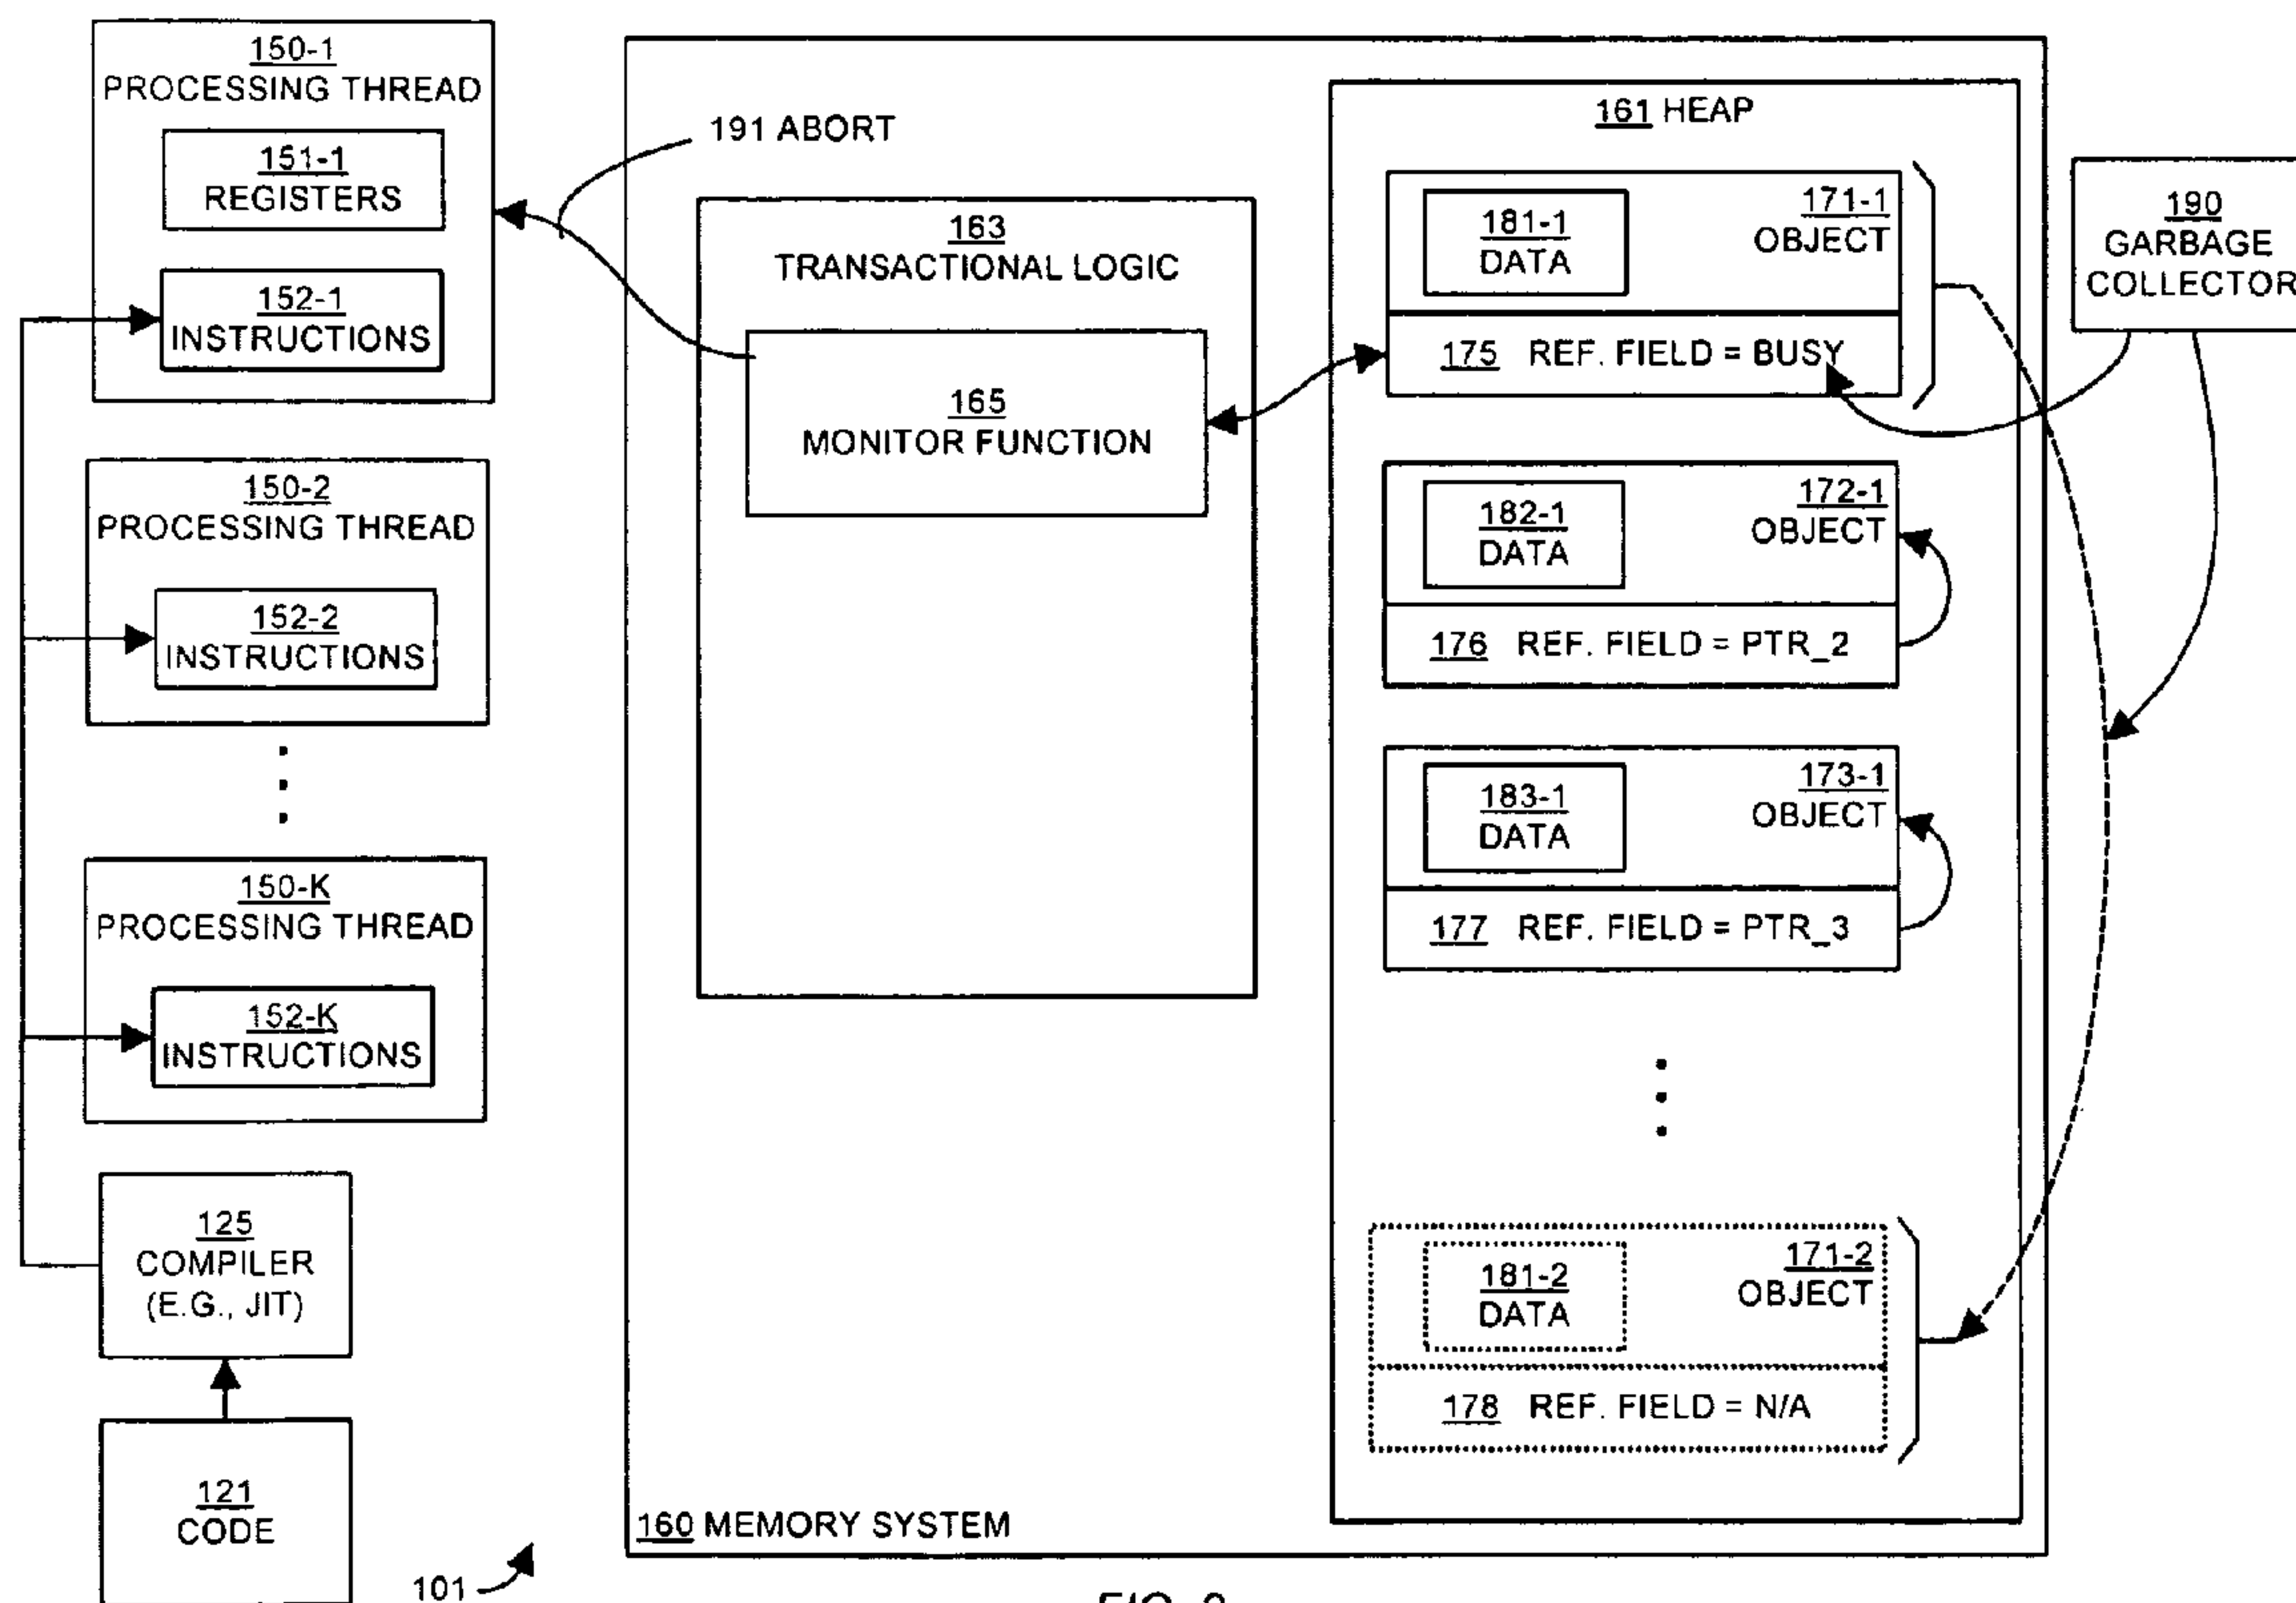 150-1
PROCESSING THREAD
151-1
REGISTERS
152-1
INSTRUCTIONS
150-2
PROCESSING THREAD
152-2
INSTRUCTIONS
150-K
PROCESSING THREAD
152-K
INSTRUCTIONS
125
COMPILER
(E.G., JIT)
121
CODE
101
191 ABORT
163
TRANSACTIONAL LOGIC
165
MONITOR FUNCTION
160 MEMORY SYSTEM
161 HEAP
181-1
DATA
171-1
OBJECT
175 REF. FIELD = BUSY
182-1
DATA
172-1
OBJECT
176 REF. FIELD = PTR_2
183-1
DATA
173-1
OBJECT
177 REF. FIELD = PTR_3
181-2
DATA
171-2
OBJECT
178 REF. FIELD = N/A
190
GARBAGE
COLLECTOR